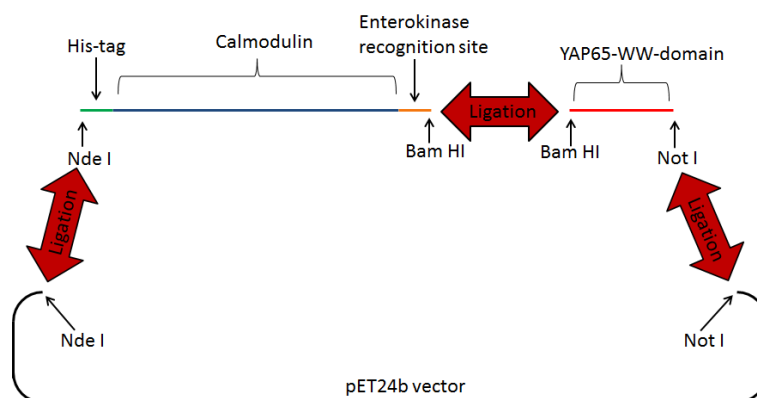 Enterokinase
recognition site
Calmodulin
His-tag
YAP65-WW-domain
Ligation
Nde I
Bam HI
Bam HI
Not I
Ligation
Ligation
Nde I
Not I
pET24b vector